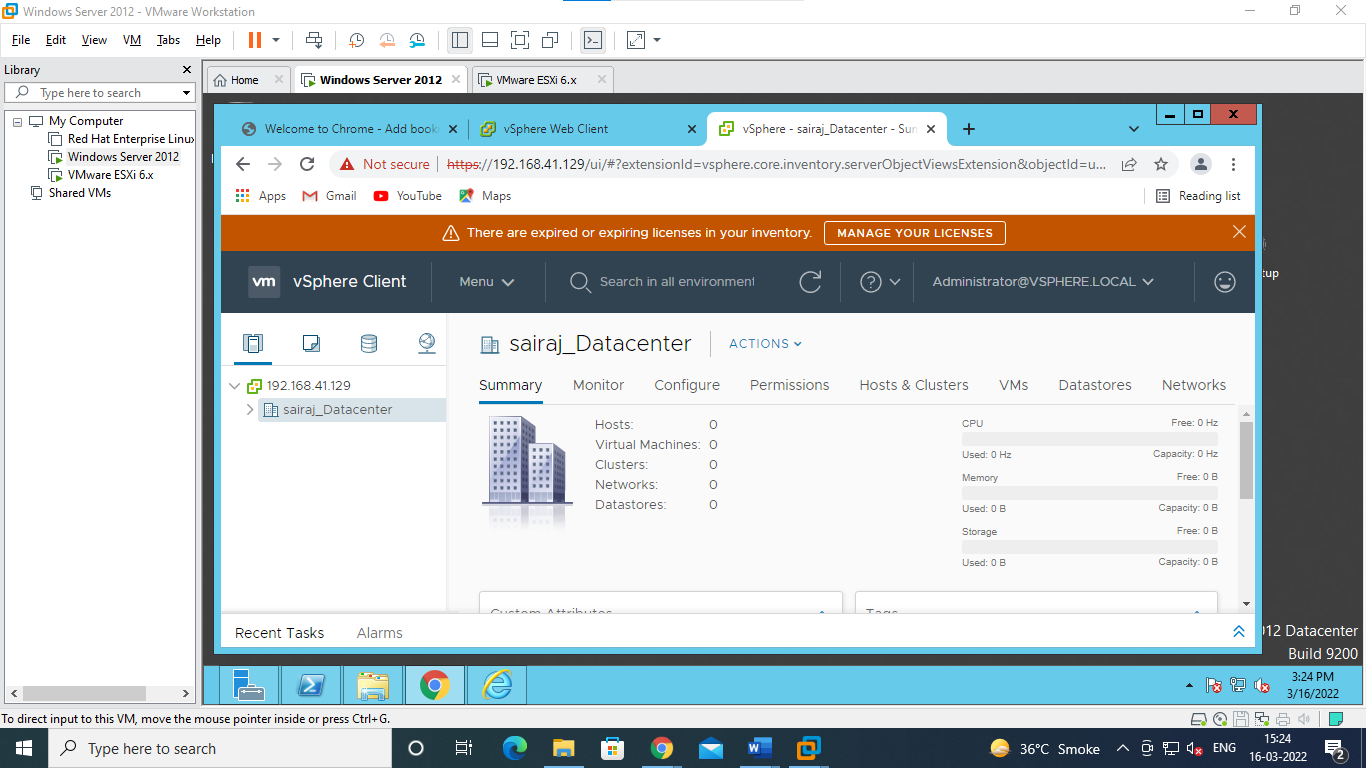 Windows Server 2012 - VMware Workstation
File Edit View VM Tabs Help
Library
Type here to search
My Computer
Red Hat Enterprise Linux
Windows Server 2012
VMware ESXi 6.x
Shared VMs
Home Windows Server 2012 VMware ESXi 6.x
Welcome to Chrome - Add book vSphere Web Client vSphere - sairaj_Datacenter - Sum
Not secure https://192.168.41.129/ui/#?extensionId=vsphere.core.inventory.serverObjectViewsExtension&objectId=u...
Apps Gmail YouTube Maps Reading list
There are expired or expiring licenses in your inventory. MANAGE YOUR LICENSES
vm vSphere Client Menu Search in all environment Administrator@VSPHERE.LOCAL
192.168.41.129
sairaj_Datacenter
sairaj_Datacenter ACTIONS
Summary Monitor Configure Permissions Hosts & Clusters VMs Datastores Networks
Hosts: 0
Virtual Machines: 0
Clusters: 0
Networks: 0
Datastores: 0
CPU Free: 0 Hz
Used: 0 Hz Capacity: 0 Hz
Memory Free: 0 B
Used: 0 B Capacity: 0 B
Storage Free: 0 B
Used: 0 B Capacity: 0 B
Custom Attributes Tags
Recent Tasks Alarms
tup
012 Datacenter
Build 9200
3:24 PM
3/16/2022
To direct input to this VM, move the mouse pointer inside or press Ctrl+G.
Type here to search
36°C Smoke ENG
15:24
16-03-2022
2